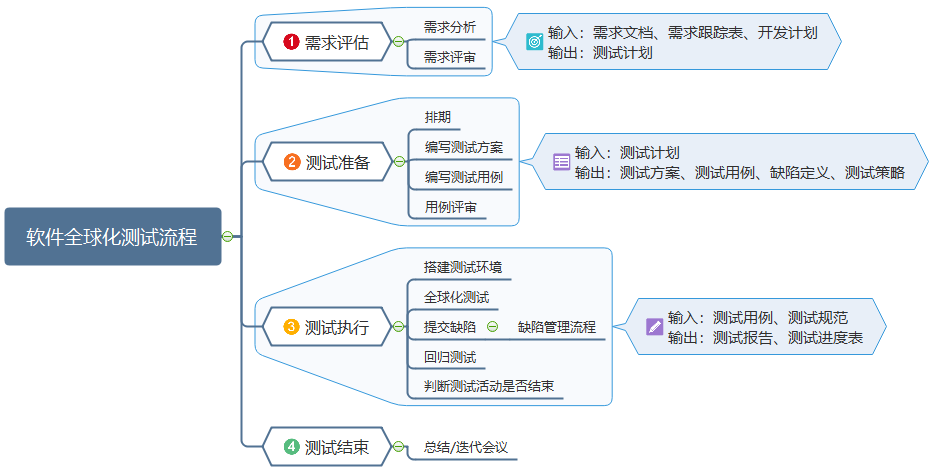 软件全球化测试流程
1 需求评估
需求分析
需求评审
输入：需求文档、需求跟踪表、开发计划
输出：测试计划
2 测试准备
排期
编写测试方案
编写测试用例
用例评审
输入：测试计划
输出：测试方案、测试用例、缺陷定义、测试策略
3 测试执行
搭建测试环境
全球化测试
提交缺陷 缺陷管理流程
回归测试
判断测试活动是否结束
输入：测试用例、测试规范
输出：测试报告、测试进度表
4 测试结束
总结/迭代会议